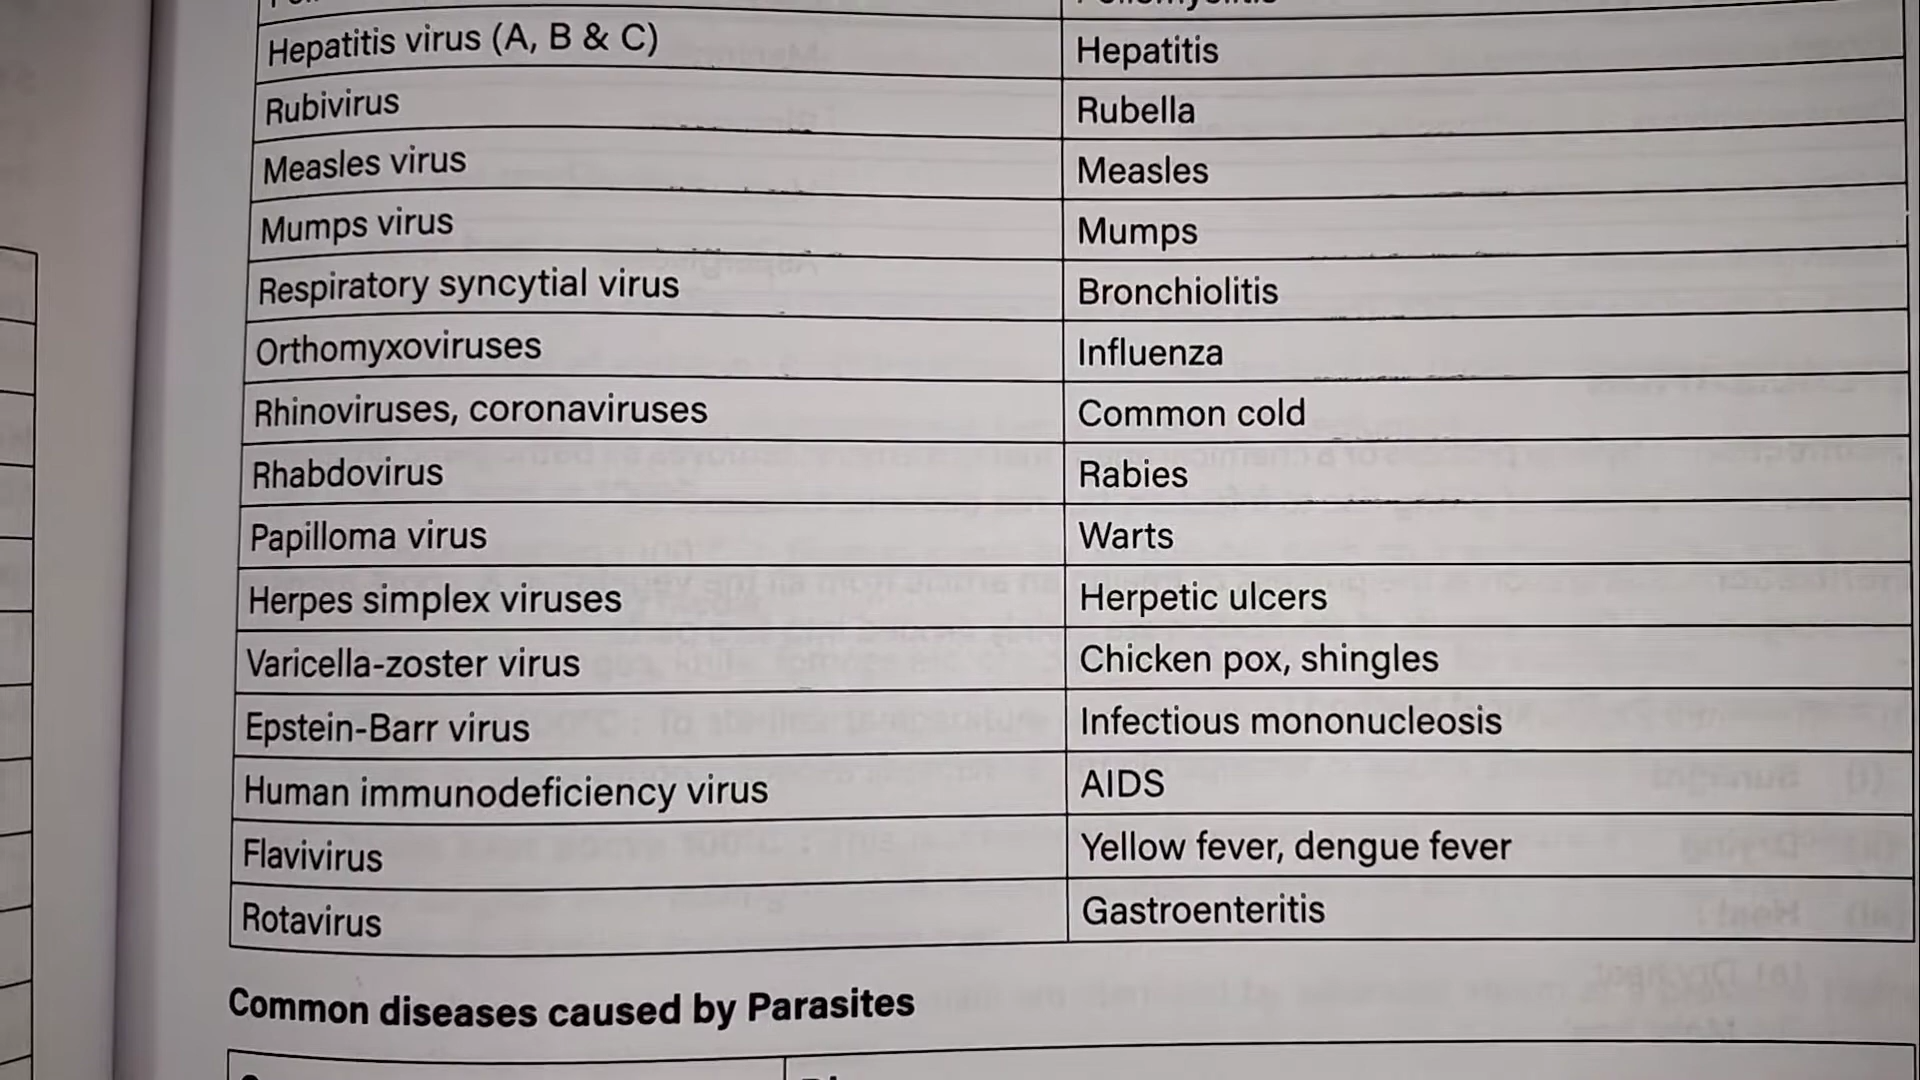 Hepatitis virus (A, B & C) Hepatitis
Rubivirus Rubella
Measles virus Measles
Mumps virus Mumps
Respiratory syncytial virus Bronchiolitis
Orthomyxoviruses Influenza
Rhinoviruses, coronaviruses Common cold
Rhabdovirus Rabies
Papilloma virus Warts
Herpes simplex viruses Herpetic ulcers
Varicella-zoster virus Chicken pox, shingles
Epstein-Barr virus Infectious mononucleosis
Human immunodeficiency virus AIDS
Flavivirus Yellow fever, dengue fever
Rotavirus Gastroenteritis
Common diseases caused by Parasites